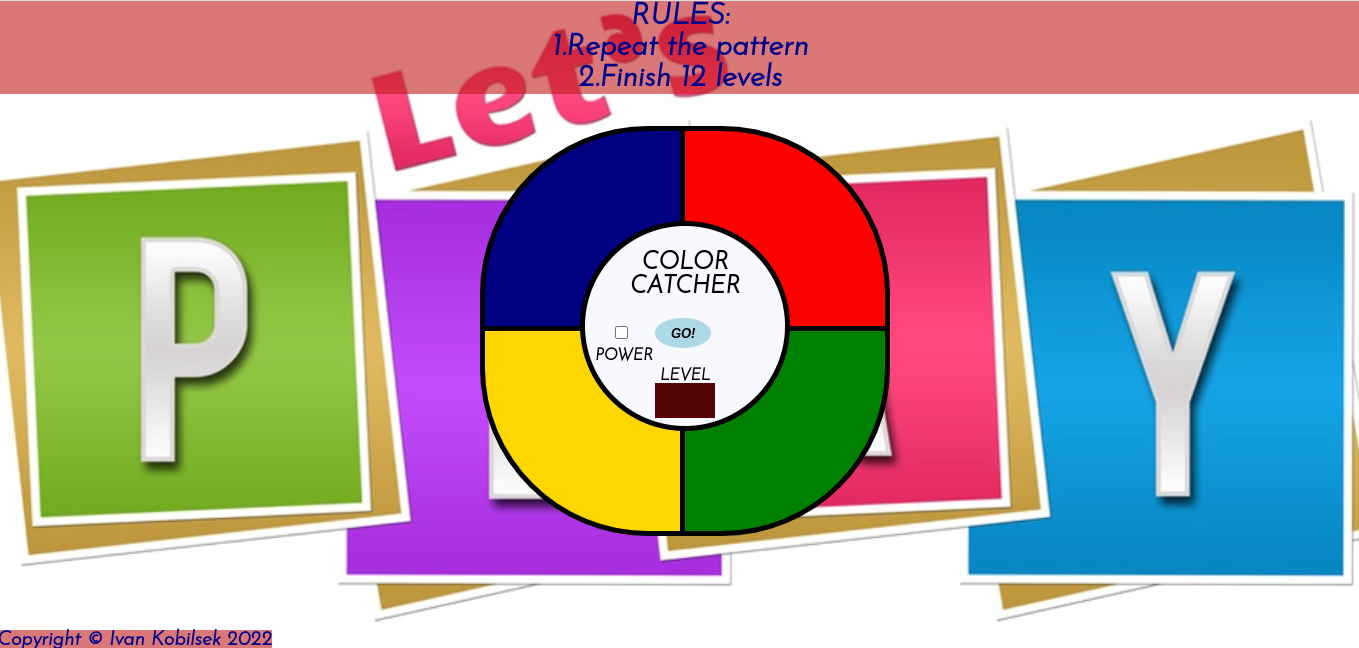 RULES:
1.Repeat the pattern
2.Finish 12 levels
Let's
P
Y
COLOR
CATCHER
GO!
POWER
LEVEL
Copyright © Ivan Kobilsek 2022